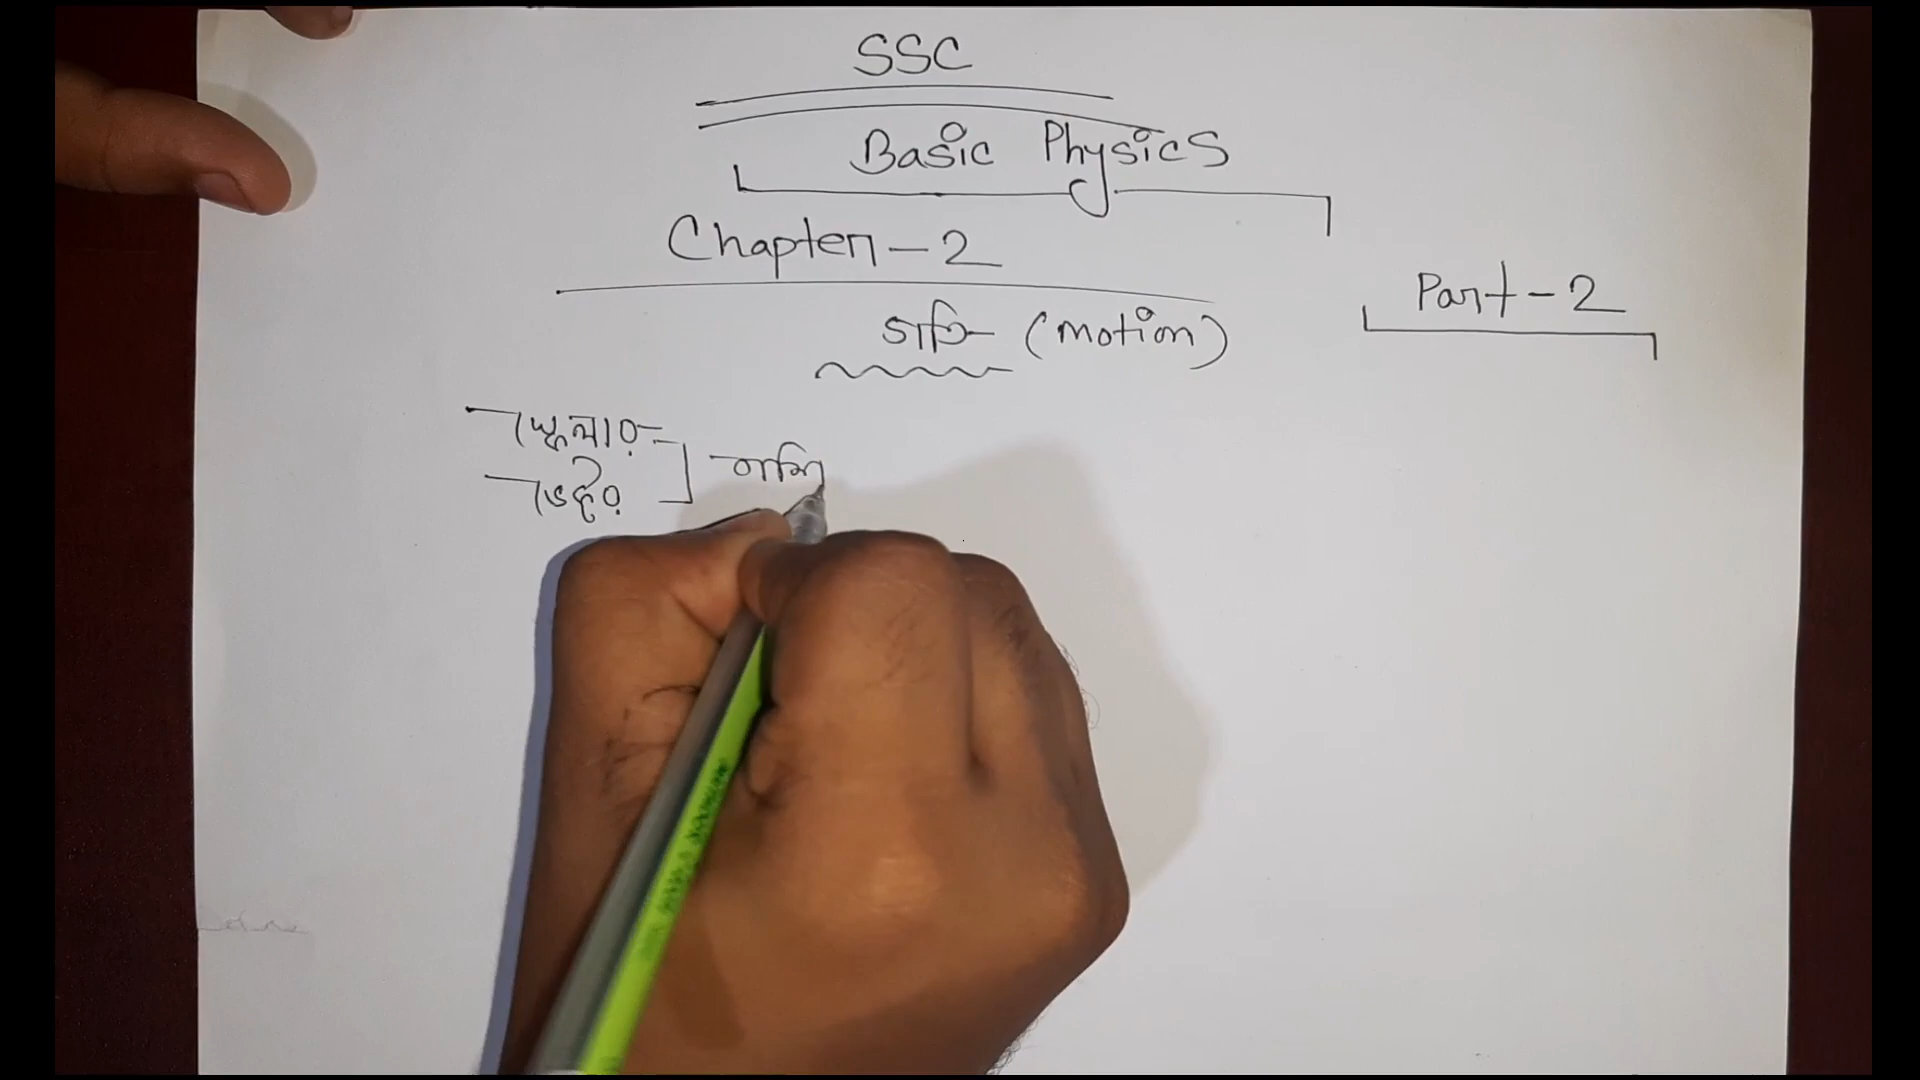 SSC
Basic Physics
Chapter-2
Part-2
গতি (Motion)
স্কেলার
ভেক্টর
রাশি